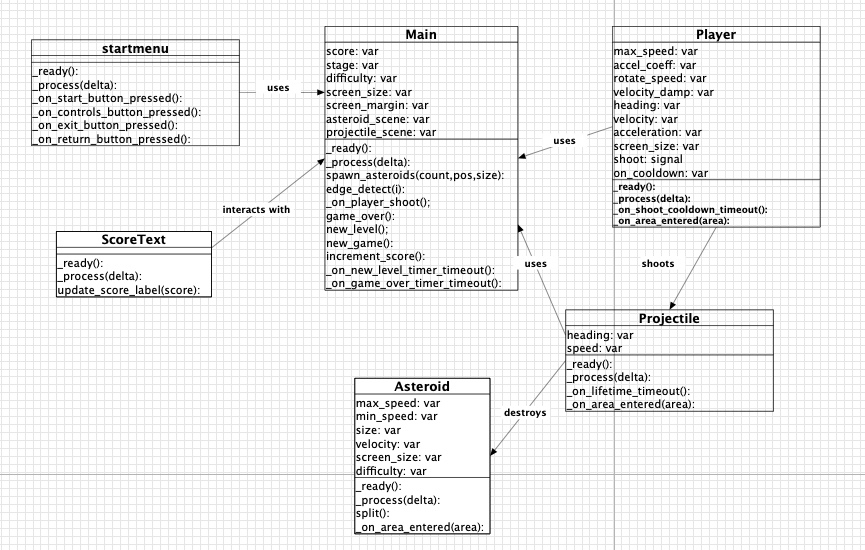 startmenu
_ready():
_process(delta):
_on_start_button_pressed():
_on_controls_button_pressed():
_on_exit_button_pressed():
_on_return_button_pressed():
uses
Main
score: var
stage: var
difficulty: var
screen_size: var
screen_margin: var
asteroid_scene: var
projectile_scene: var
_ready():
_process(delta):
spawn_asteroids(count,pos,size):
edge_detect(i):
_on_player_shoot();
game_over():
new_level();
new_game():
increment_score():
_on_new_level_timer_timeout():
_on_game_over_timer_timeout():
uses
Player
max_speed: var
accel_coeff: var
rotate_speed: var
velocity_damp: var
heading: var
velocity: var
acceleration: var
screen_size: var
shoot: signal
on_cooldown: var
_ready():
_process(delta):
_on_shoot_cooldown_timeout():
_on_area_entered(area):
interacts with
ScoreText
_ready():
_process(delta):
update_score_label(score):
uses
shoots
Projectile
heading: var
speed: var
_ready():
_process(delta):
_on_lifetime_timeout():
_on_area_entered(area):
destroys
Asteroid
max_speed: var
min_speed: var
size: var
velocity: var
screen_size: var
difficulty: var
_ready():
_process(delta):
split():
_on_area_entered(area):